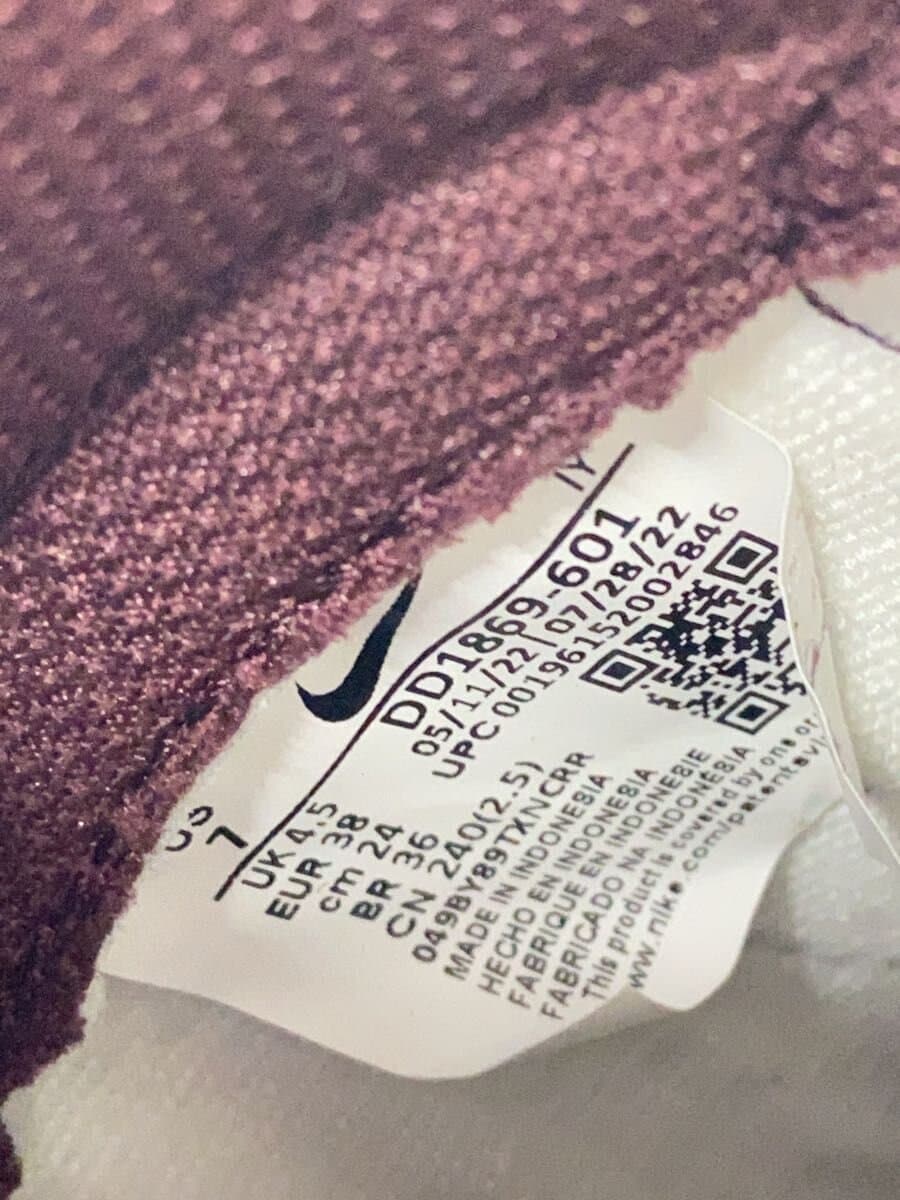 /Y
DD1869-601
05/11/22|07/28/22
UPC 00196152002846
US
7
UK 4.5
EUR 38
cm 24
BR 36
CN 240(2.5)
049BY89TXNCRR
MADE IN INDONESIA
HECHO EN INDONESIA
FABRIQUE EN INDONESIE
FABRICADO NA INDONÉSIA
This product is covered by one or
www.nike.com/patents